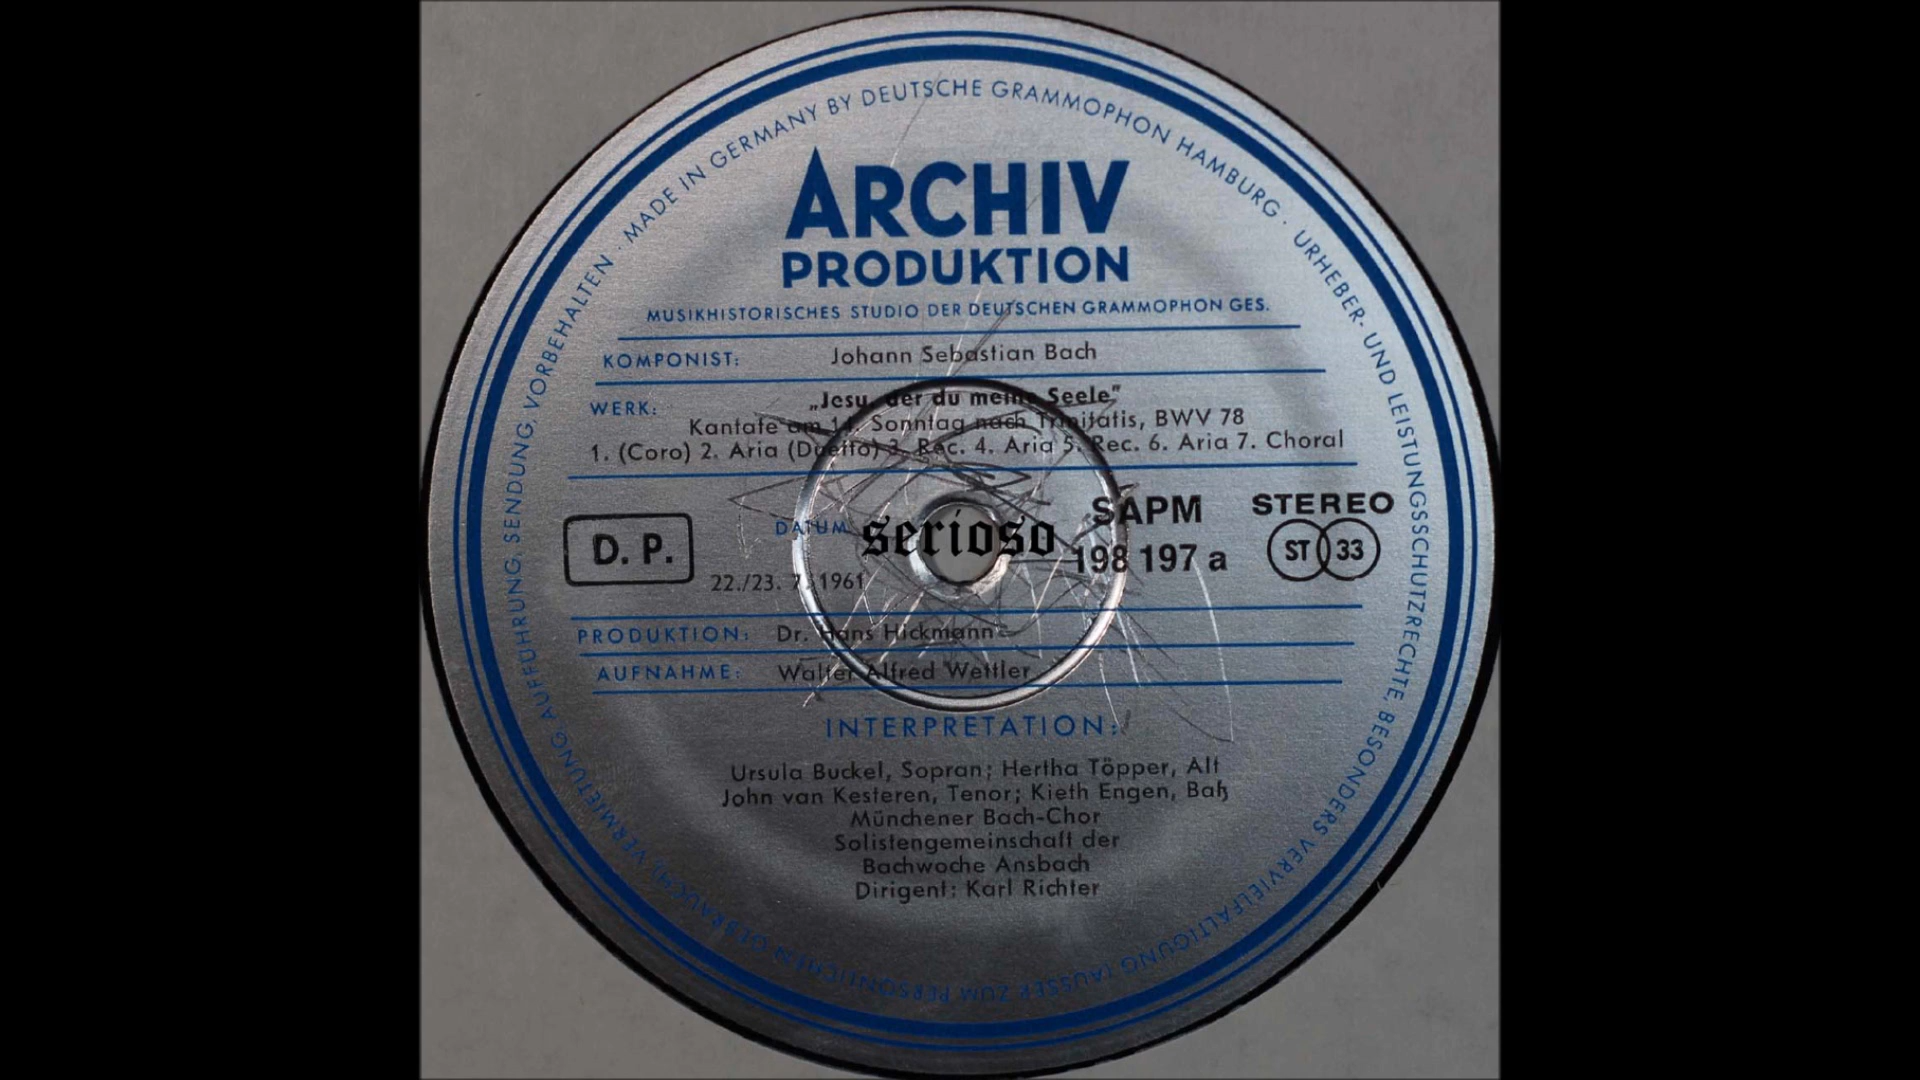 MADE IN GERMANY BY DEUTSCHE GRAMMOPHON HAMBURG · URHEBER- UND LEISTUNGSSCHUTZRECHTE, BESONDERS VERVIELFÄLTIGUNG (AUSSER ZUM PERSÖNLICHEN GEBRAUCH), VERMIETUNG, AUFFÜHRUNG, SENDUNG, VORBEHALTEN ·
ARCHIV
PRODUKTION
MUSIKHISTORISCHES STUDIO DER DEUTSCHEN GRAMMOPHON GES.
KOMPONIST: Johann Sebastian Bach
WERK: „Jesu, der du meine Seele"
Kantate am 14. Sonntag nach Trinitatis, BWV 78
1. (Coro) 2. Aria (Duetto) 3. Rec. 4. Aria 5. Rec. 6. Aria 7. Choral
D. P.
DATUM
22./23. 7. 1961
serioso
SAPM
198 197 a
STEREO
ST 33
PRODUKTION: Dr. Hans Hickmann
AUFNAHME: Walter Alfred Wettler
INTERPRETATION:
Ursula Buckel, Sopran; Hertha Töpper, Alt
John van Kesteren, Tenor; Kieth Engen, Baß
Münchener Bach-Chor
Solistengemeinschaft der
Bachwoche Ansbach
Dirigent: Karl Richter